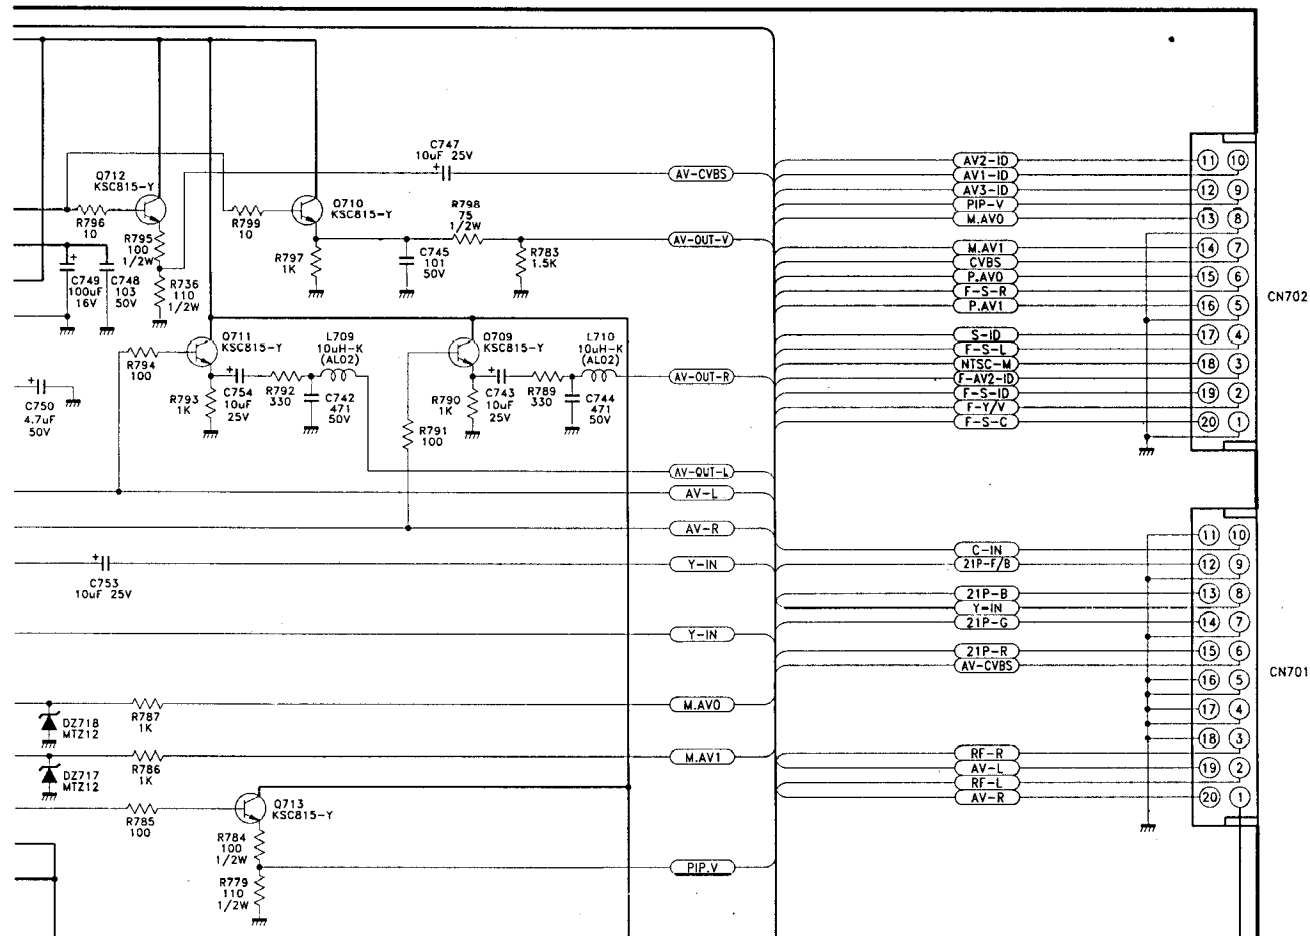 C747
10uF 25V
Q712
KSC815-Y
R796
10
R795
100
1/2W
C749
100uF
16V
C748
103
50V
R736
110
1/2W
Q710
KSC815-Y
R799
10
R797
1K
C745
101
50V
R798
75
1/2W
R783
1.5K
AV-CVBS
AV-OUT-V
Q711
KSC815-Y
R794
100
R793
1K
C754
10uF
25V
R792
330
L709
10uH-K
(AL02)
C742
471
50V
Q709
KSC815-Y
R790
1K
R791
100
C743
10uF
25V
R789
330
L710
10uH-K
(AL02)
C744
471
50V
C750
4.7uF
50V
AV-OUT-R
AV-OUT-L
AV-L
AV-R
Y-IN
C753
10uF 25V
Y-IN
M.AV0
DZ718
MTZ12
R787
1K
M.AV1
DZ717
MTZ12
R786
1K
R785
100
Q713
KSC815-Y
R784
100
1/2W
R779
110
1/2W
PIP.V
AV2-ID
AV1-ID
AV3-ID
PIP-V
M.AV0
M.AV1
CVBS
P.AV0
F-S-R
P.AV1
S-ID
F-S-L
NTSC-M
F-AV2-ID
F-S-ID
F-Y/V
F-S-C
11 10
12 9
13 8
14 7
15 6
16 5
17 4
18 3
19 2
20 1
CN702
C-IN
21P-F/B
21P-B
Y-IN
21P-G
21P-R
AV-CVBS
RF-R
AV-L
RF-L
AV-R
11 10
12 9
13 8
14 7
15 6
16 5
17 4
18 3
19 2
20 1
CN701